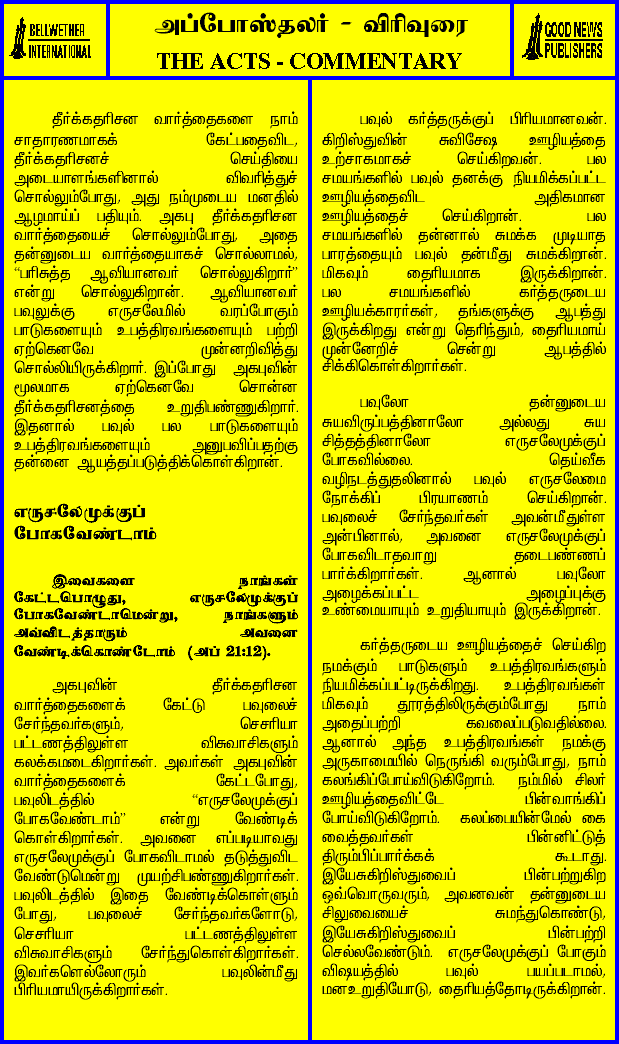 BELLWETHER
INTERNATIONAL
அப்போஸ்தலர் - விரிவுரை
THE ACTS - COMMENTARY
GOOD NEWS
PUBLISHERS
தீர்க்கதரிசன வார்த்தைகளை நாம்
சாதாரணமாகக் கேட்பதைவிட,
தீர்க்கதரிசனச் செய்தியை
அடையாளங்களினால் விவரித்துச்
சொல்லும்போது, அது நம்முடைய மனதில்
ஆழமாய்ப் பதியும். அகபு தீர்க்கதரிசன
வார்த்தையைச் சொல்லும்போது, அதை
தன்னுடைய வார்த்தையாகச் சொல்லாமல்,
“பரிசுத்த ஆவியானவர் சொல்லுகிறார்”
என்று சொல்லுகிறான். ஆவியானவர்
பவுலுக்கு எருசலேமில் வரப்போகும்
பாடுகளையும் உபத்திரவங்களையும் பற்றி
ஏற்கெனவே முன்னறிவித்து
சொல்லியிருக்கிறார். இப்போது அகபுவின்
மூலமாக ஏற்கெனவே சொன்ன
தீர்க்கதரிசனத்தை உறுதிபண்ணுகிறார்.
இதனால் பவுல் பல பாடுகளையும்
உபத்திரவங்களையும் அனுபவிப்பதற்கு
தன்னை ஆயத்தப்படுத்திக்கொள்கிறான்.
எருசலேமுக்குப்
போகவேண்டாம்
இவைகளை நாங்கள்
கேட்டபொழுது, எருசலேமுக்குப்
போகவேண்டாமென்று, நாங்களும்
அவ்விடத்தாரும் அவனை
வேண்டிக்கொண்டோம் (அப் 21:12).
அகபுவின் தீர்க்கதரிசன
வார்த்தைகளைக் கேட்டு பவுலைச்
சேர்ந்தவர்களும், செசரியா
பட்டணத்திலுள்ள விசுவாசிகளும்
கலக்கமடைகிறார்கள். அவர்கள் அகபுவின்
வார்த்தைகளைக் கேட்டபோது,
பவுலிடத்தில் “எருசலேமுக்குப்
போகவேண்டாம்” என்று வேண்டிக்
கொள்கிறார்கள். அவனை எப்படியாவது
எருசலேமுக்குப் போகவிடாமல் தடுத்துவிட
வேண்டுமென்று முயற்சிபண்ணுகிறார்கள்.
பவுலிடத்தில் இதை வேண்டிக்கொள்ளும்
போது, பவுலைச் சேர்ந்தவர்களோடு,
செசரியா பட்டணத்திலுள்ள
விசுவாசிகளும் சேர்ந்துகொள்கிறார்கள்.
இவர்களெல்லோரும் பவுலின்மீது
பிரியமாயிருக்கிறார்கள்.
பவுல் கர்த்தருக்குப் பிரியமானவன்.
கிறிஸ்துவின் சுவிசேஷ ஊழியத்தை
உற்சாகமாகச் செய்கிறவன். பல
சமயங்களில் பவுல் தனக்கு நியமிக்கப்பட்ட
ஊழியத்தைவிட அதிகமான
ஊழியத்தைச் செய்கிறான். பல
சமயங்களில் தன்னால் சுமக்க முடியாத
பாரத்தையும் பவுல் தன்மீது சுமக்கிறான்.
மிகவும் தைரியமாக இருக்கிறான்.
பல சமயங்களில் கர்த்தருடைய
ஊழியக்காரர்கள், தங்களுக்கு ஆபத்து
இருக்கிறது என்று தெரிந்தும், தைரியமாய்
முன்னேறிச் சென்று ஆபத்தில்
சிக்கிகொள்கிறார்கள்.
பவுலோ தன்னுடைய
சுயவிருப்பத்தினாலோ அல்லது சுய
சித்தத்தினாலோ எருசலேமுக்குப்
போகவில்லை. தெய்வீக
வழிநடத்துதலினால் பவுல் எருசலேமை
நோக்கிப் பிரயாணம் செய்கிறான்.
பவுலைச் சேர்ந்தவர்கள் அவன்மீதுள்ள
அன்பினால், அவனை எருசலேமுக்குப்
போகவிடாதவாறு தடைபண்ணப்
பார்க்கிறார்கள். ஆனால் பவுலோ
அழைக்கப்பட்ட அழைப்புக்கு
உண்மையாயும் உறுதியாயும் இருக்கிறான்.
கர்த்தருடைய ஊழியத்தைச் செய்கிற
நமக்கும் பாடுகளும் உபத்திரவங்களும்
நியமிக்கப்பட்டிருக்கிறது. உபத்திரவங்கள்
மிகவும் தூரத்திலிருக்கும்போது நாம்
அதைப்பற்றி கவலைப்படுவதில்லை.
ஆனால் அந்த உபத்திரவங்கள் நமக்கு
அருகாமையில் நெருங்கி வரும்போது, நாம்
கலங்கிப்போய்விடுகிறோம். நம்மில் சிலர்
ஊழியத்தைவிட்டே பின்வாங்கிப்
போய்விடுகிறோம். கலப்பையின்மேல் கை
வைத்தவர்கள் பின்னிட்டுத்
திரும்பிப்பார்க்கக் கூடாது.
இயேசுகிறிஸ்துவைப் பின்பற்றுகிற
ஒவ்வொருவரும், அவனவன் தன்னுடைய
சிலுவையைச் சுமந்துகொண்டு,
இயேசுகிறிஸ்துவைப் பின்பற்றி
செல்லவேண்டும். எருசலேமுக்குப் போகும்
விஷயத்தில் பவுல் பயப்படாமல்,
மனஉறுதியோடு, தைரியத்தோடிருக்கிறான்.